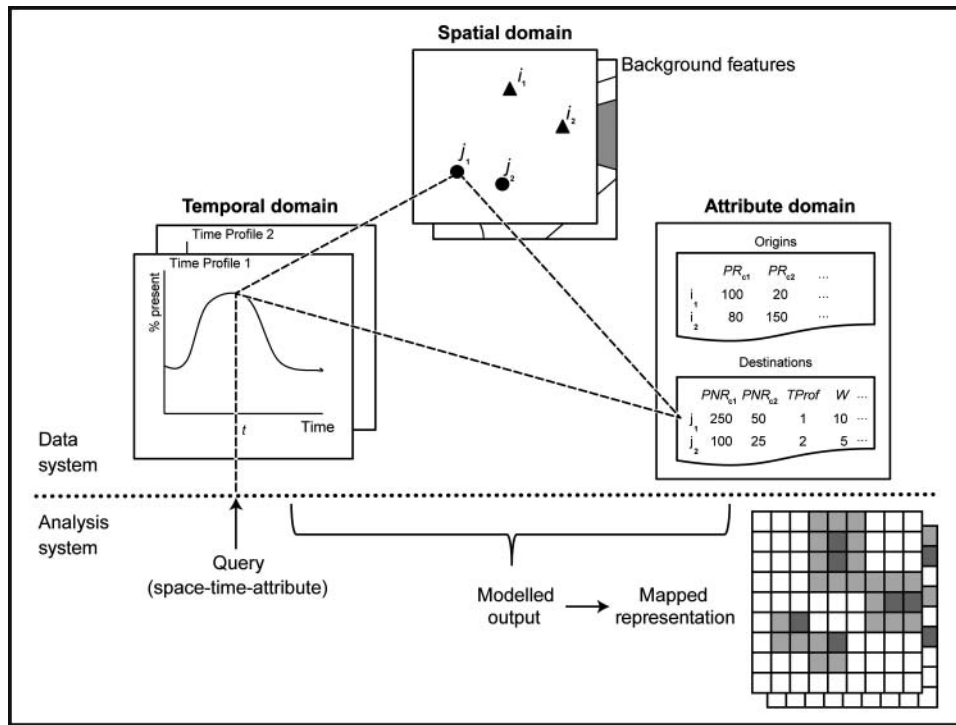 Spatial domain
Background features
i1
i2
j1
j2
Temporal domain
Time Profile 2
Time Profile 1
% present
t
Time
Attribute domain
Origins
PRc1 PRc2 ...
i1 100 20 ...
i2 80 150 ...
Destinations
PNRc1 PNRc2 TProf W ...
j1 250 50 1 10 ...
j2 100 25 2 5 ...
Data
system
Analysis
system
Query
(space-time-attribute)
Modelled
output
Mapped
representation